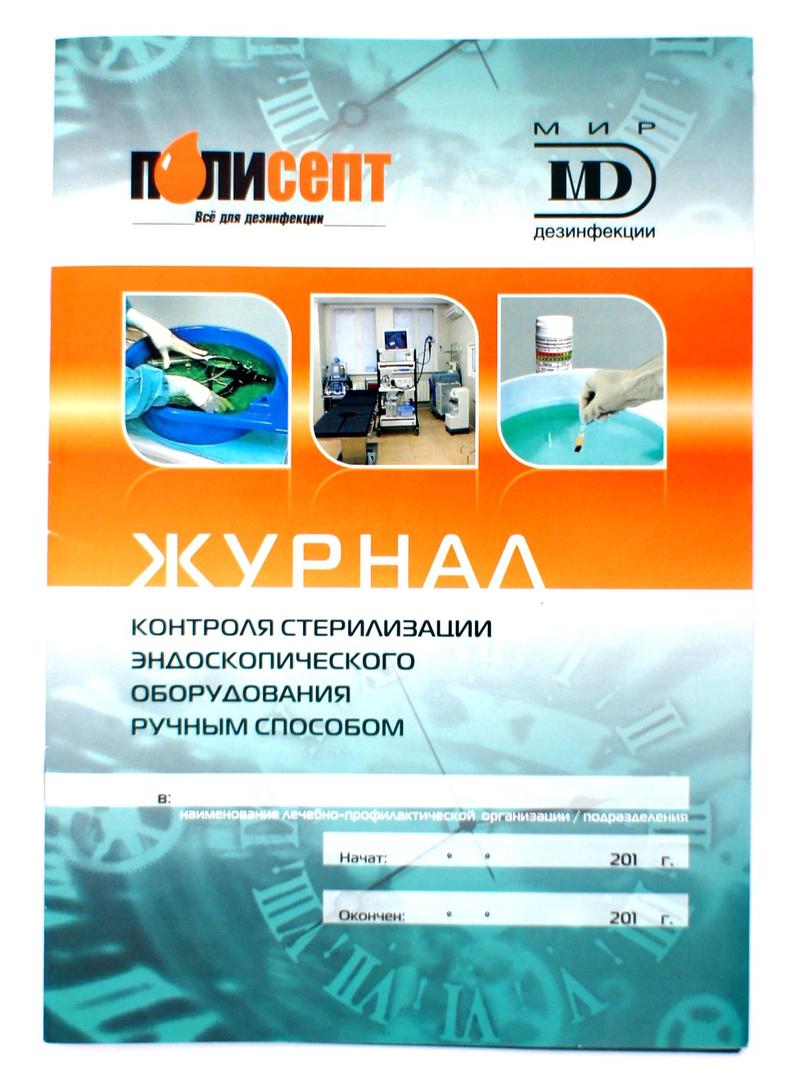 ПОЛИСЕПТ
Всё для дезинфекции
МИР
MD
дезинфекции
ЖУРНАЛ
КОНТРОЛЯ СТЕРИЛИЗАЦИИ
ЭНДОСКОПИЧЕСКОГО
ОБОРУДОВАНИЯ
РУЧНЫМ СПОСОБОМ
в:
наименование лечебно-профилактической организации / подразделения
Начат: " " 201 г.
Окончен: " " 201 г.